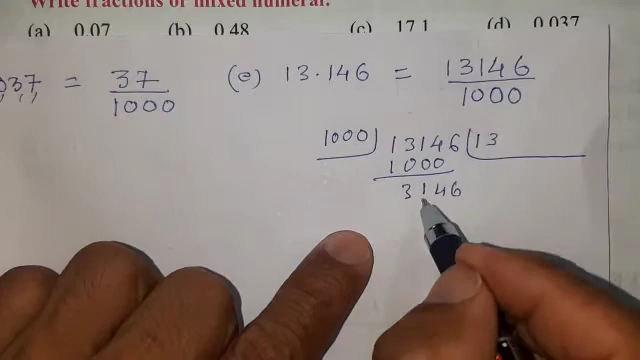 Write fractions or mixed numeral.
(a) 0.07 (b) 0.48 (c) 17.1 (d) 0.037
037 = 37/1000 (e) 13.146 = 13146/1000
1000 ) 13146 ( 13
1000
3146